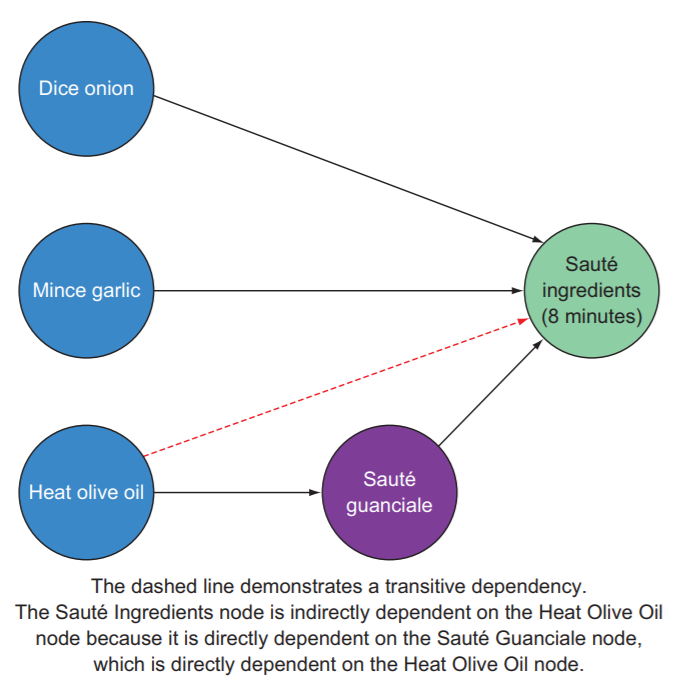 Dice onion
Mince garlic
Sauté
ingredients
(8 minutes)
Heat olive oil
Sauté
guanciale
The dashed line demonstrates a transitive dependency.
The Sauté Ingredients node is indirectly dependent on the Heat Olive Oil
node because it is directly dependent on the Sauté Guanciale node,
which is directly dependent on the Heat Olive Oil node.